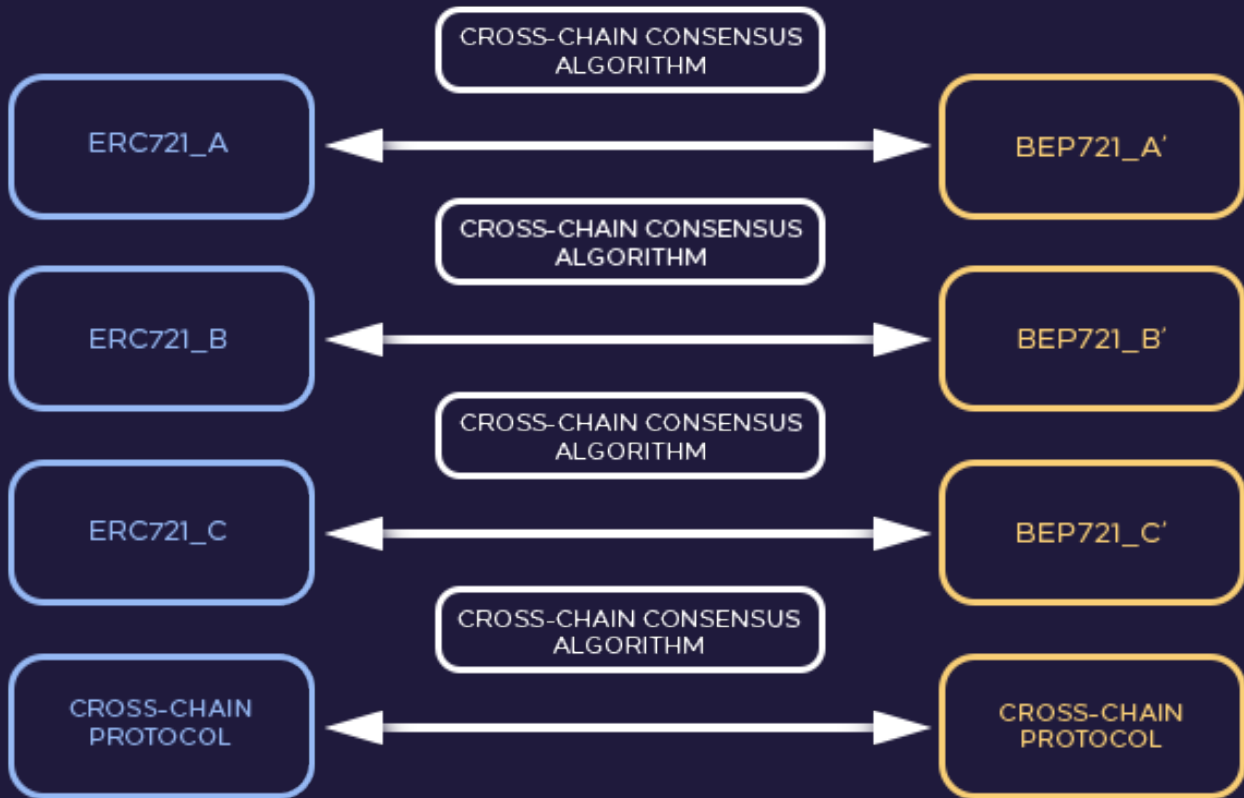 CROSS-CHAIN CONSENSUS
ALGORITHM
ERC721_A
BEP721_A’
CROSS-CHAIN CONSENSUS
ALGORITHM
ERC721_B
BEP721_B’
CROSS-CHAIN CONSENSUS
ALGORITHM
ERC721_C
BEP721_C’
CROSS-CHAIN CONSENSUS
ALGORITHM
CROSS-CHAIN
PROTOCOL
CROSS-CHAIN
PROTOCOL